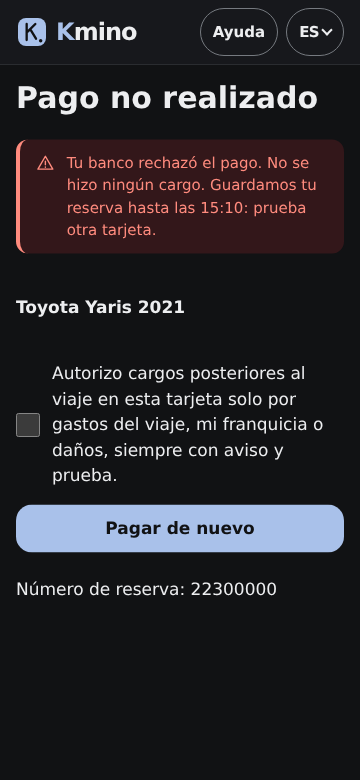 K. Kmino
Ayuda
ES
Pago no realizado
Tu banco rechazó el pago. No se
hizo ningún cargo. Guardamos tu
reserva hasta las 15:10: prueba
otra tarjeta.
Toyota Yaris 2021
Autorizo cargos posteriores al
viaje en esta tarjeta solo por
gastos del viaje, mi franquicia o
daños, siempre con aviso y
prueba.
Pagar de nuevo
Número de reserva: 22300000